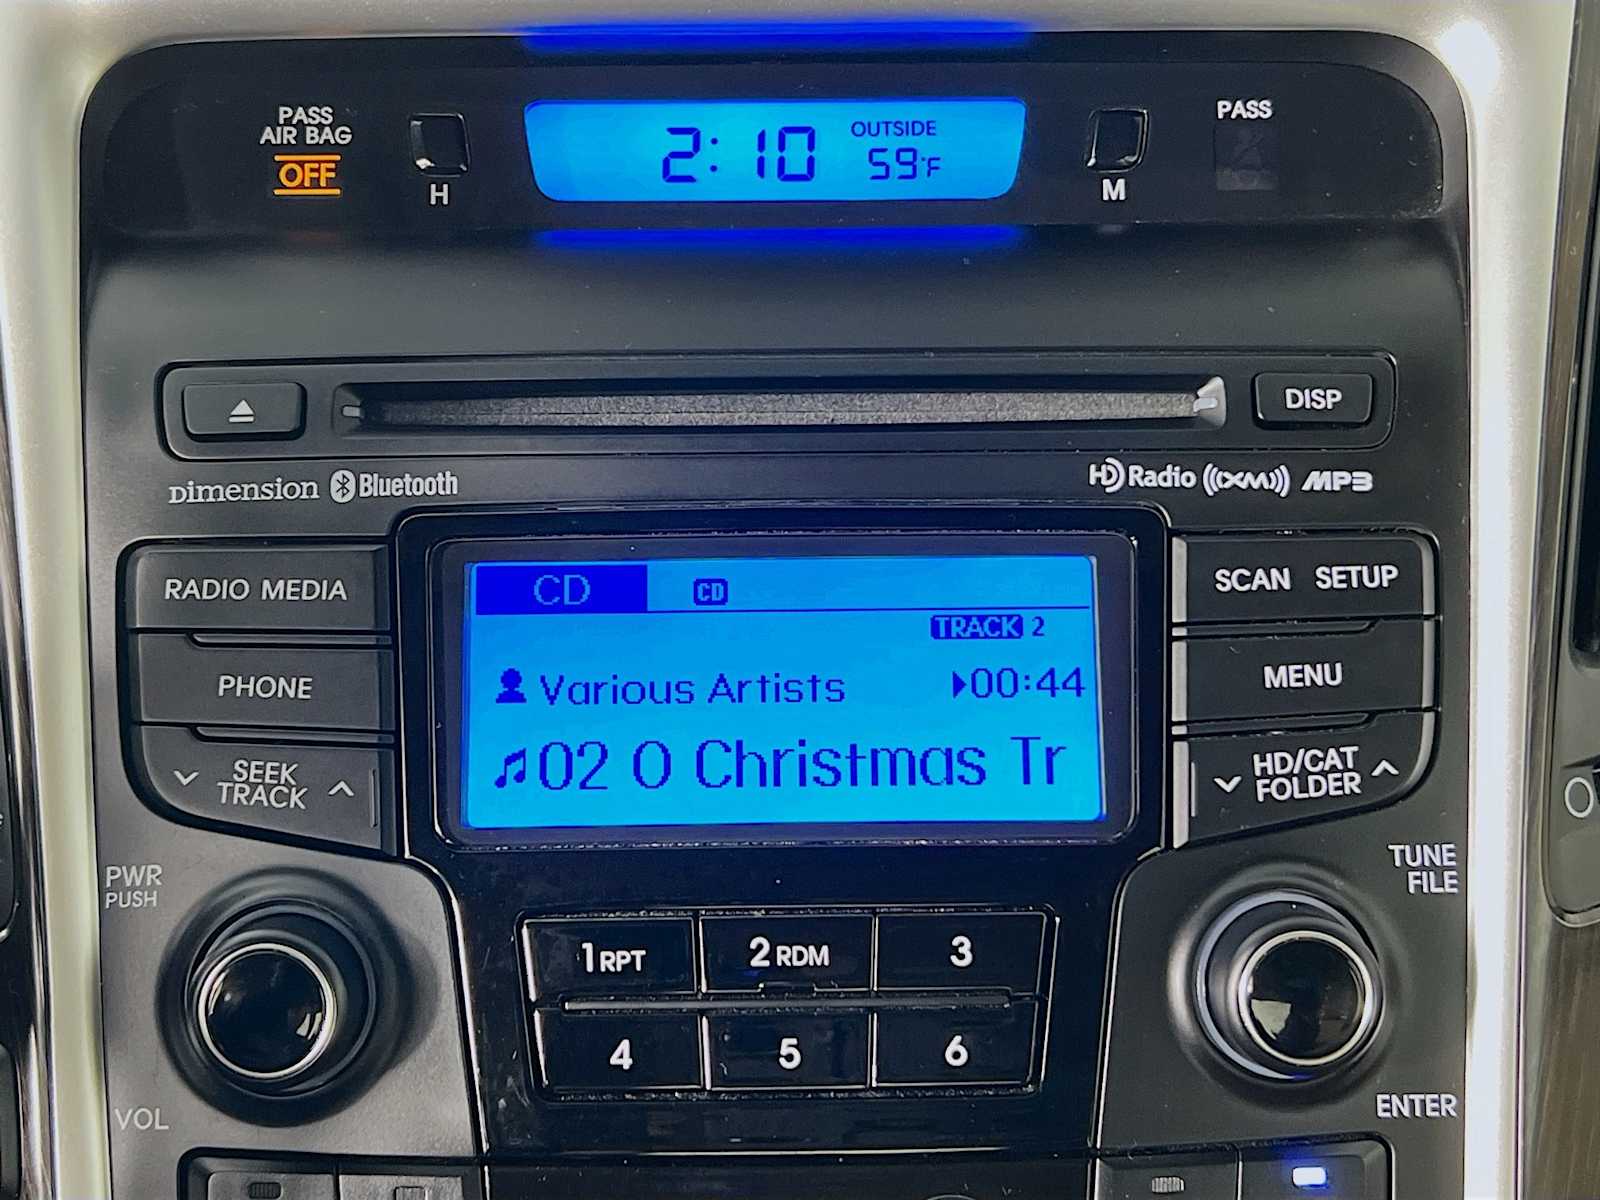 PASS
AIR BAG
OFF
H
2:10
OUTSIDE
59°F
M
PASS
DISP
Dimension Bluetooth
HD Radio ((XM)) MP3
RADIO MEDIA
PHONE
SEEK
TRACK
CD CD
TRACK 2
Various Artists 00:44
02 O Christmas Tr
SCAN SETUP
MENU
HD/CAT
FOLDER
PWR
PUSH
VOL
1 RPT 2 RDM 3
4 5 6
TUNE
FILE
ENTER